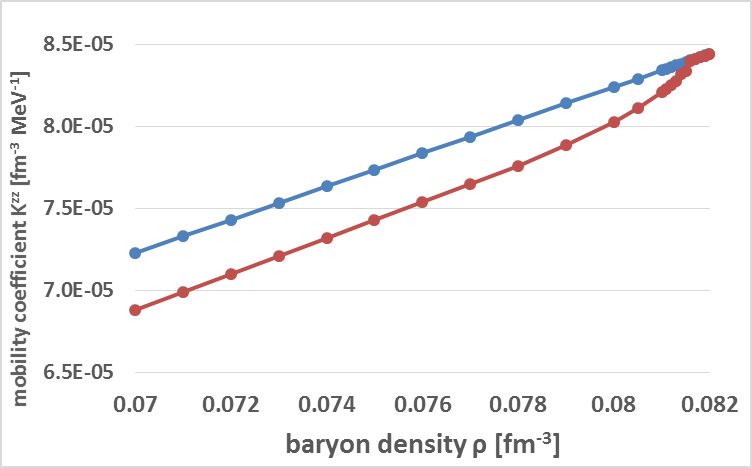 mobility coefficient Kᶻᶻ [fm⁻³ MeV⁻¹]
8.5E-05
8.0E-05
7.5E-05
7.0E-05
6.5E-05
0.07 0.072 0.074 0.076 0.078 0.08 0.082
baryon density ρ [fm⁻³]